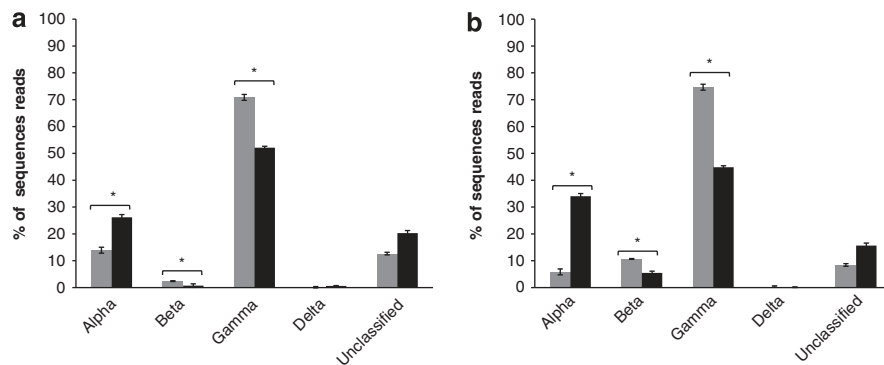 a
% of sequences reads
100
90
80
70
60
50
40
30
20
10
0
*
*
*
Alpha
Beta
Gamma
Delta
Unclassified
b
% of sequences reads
100
90
80
70
60
50
40
30
20
10
0
*
*
*
Alpha
Beta
Gamma
Delta
Unclassified